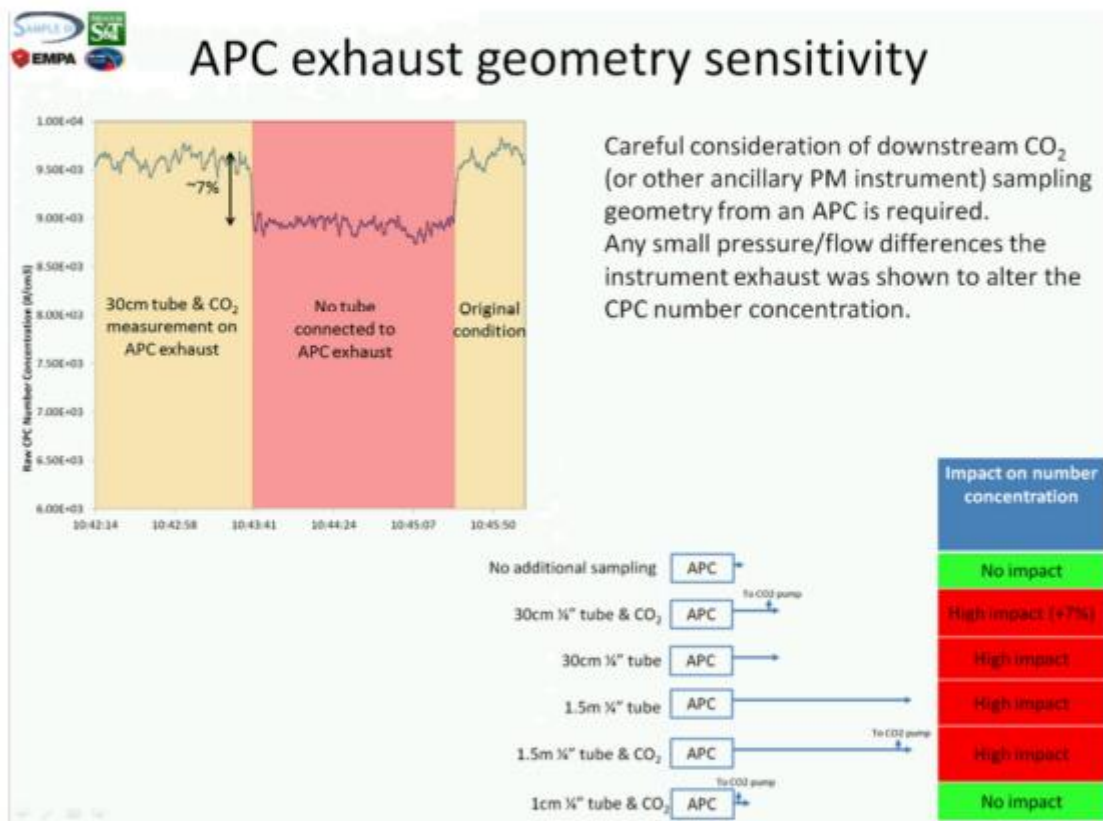 SAMPLE III
S&T
EMPA
APC exhaust geometry sensitivity
1.00E+04
9.50E+03
9.00E+03
8.50E+03
8.00E+03
7.50E+03
7.00E+03
6.50E+03
6.00E+03
Raw CPC Number Concentration (#/cm3)
~7%
30cm tube & CO₂
measurement on
APC exhaust
No tube
connected to
APC exhaust
Original
condition
10:42:14
10:42:58
10:43:41
10:44:24
10:45:07
10:45:50
Careful consideration of downstream CO₂
(or other ancillary PM instrument) sampling
geometry from an APC is required.
Any small pressure/flow differences the
instrument exhaust was shown to alter the
CPC number concentration.
Impact on number
concentration
No additional sampling APC No impact
To CO2 pump
30cm ¼” tube & CO₂ APC High impact (+7%)
30cm ¼” tube APC High impact
1.5m ¼” tube APC High impact
To CO2 pump
1.5m ¼” tube & CO₂ APC High impact
To CO2 pump
1cm ¼” tube & CO₂ APC No impact